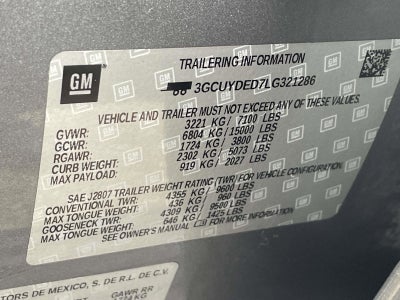 GM
TRAILERING INFORMATION
3GCUYDED7LG321286
VEHICLE AND TRAILER MUST NOT EXCEED ANY OF THESE VALUES.
GVWR: 3221 KG / 7100 LBS
GCWR: 6804 KG / 15000 LBS
RGAWR: 1724 KG / 3800 LBS
CURB WEIGHT: 2302 KG / 5073 LBS
MAX PAYLOAD: 919 KG / 2027 LBS
SAE J2807 TRAILER WEIGHT RATING (TWR) FOR VEHICLE CONFIGURATION
CONVENTIONAL TWR: 4355 KG / 9600 LBS
MAX TONGUE WEIGHT: 436 KG / 960 LBS
GOOSENECK TWR: 4309 KG / 9500 LBS
MAX TONGUE WEIGHT: 646 KG / 1425 LBS
SEE OWNER'S MANUAL FOR MORE INFORMATION
TORS DE MEXICO, S. DE R.L. DE C.V.
GAWR RR